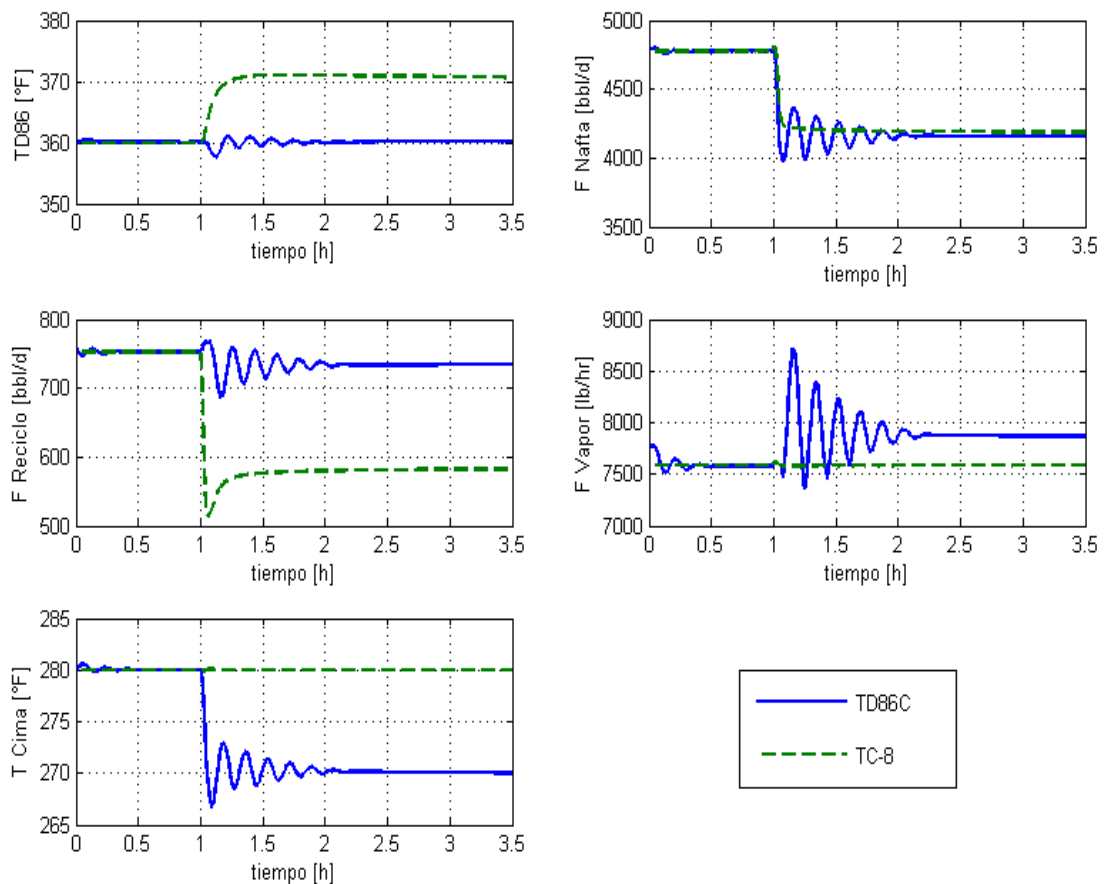 TD86 [°F]
380
370
360
350
0 0.5 1 1.5 2 2.5 3 3.5
tiempo [h]
F Nafta [bbl/d]
5000
4500
4000
3500
0 0.5 1 1.5 2 2.5 3 3.5
tiempo [h]
F Reciclo [bbl/d]
800
700
600
500
0 0.5 1 1.5 2 2.5 3 3.5
tiempo [h]
F Vapor [lb/hr]
9000
8500
8000
7500
7000
0 0.5 1 1.5 2 2.5 3 3.5
tiempo [h]
T Cima [°F]
285
280
275
270
265
0 0.5 1 1.5 2 2.5 3 3.5
tiempo [h]
TD86C
TC-8